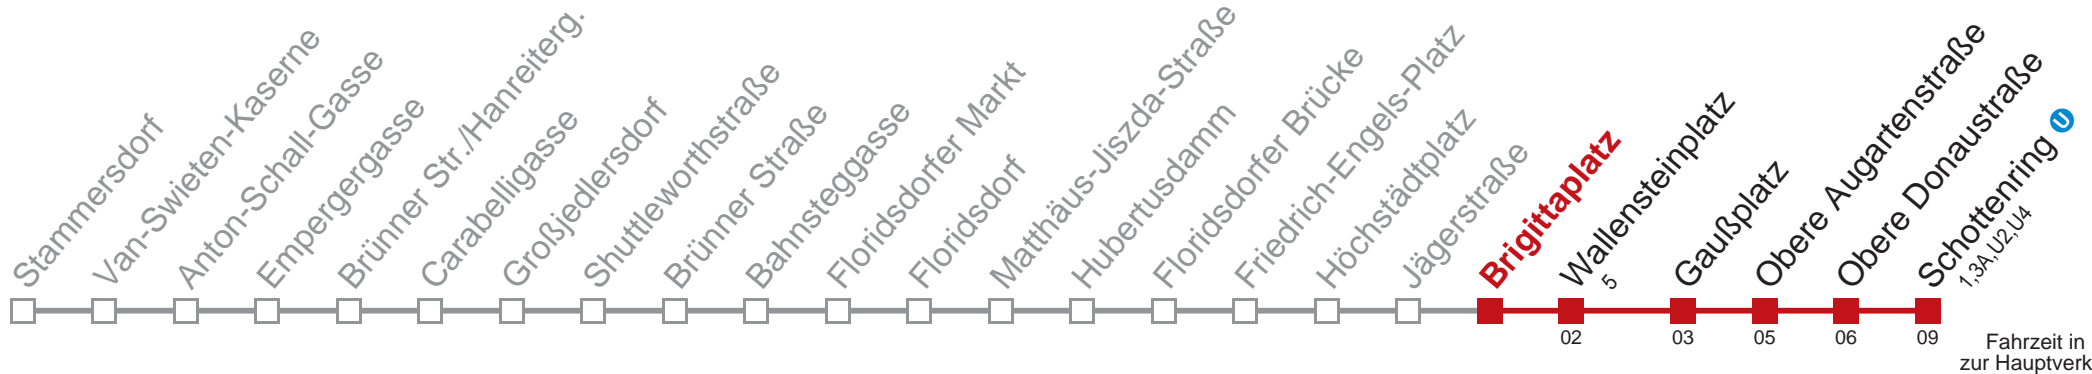 Stammersdorf
Van-Swieten-Kaserne
Anton-Schall-Gasse
Empergergasse
Brünner Str./Hanreiterg.
Carabelligasse
Großjedlersdorf
Shuttleworthstraße
Brünner Straße
Bahnsteggasse
Floridsdorfer Markt
Floridsdorf
Matthäus-Jiszda-Straße
Hubertusdamm
Floridsdorfer Brücke
Friedrich-Engels-Platz
Höchstädtplatz
Jägerstraße
Brigittaplatz
Wallensteinplatz
5
Gaußplatz
Obere Augartenstraße
Obere Donaustraße
Schottenring U
1,3A,U2,U4
02 03 05 06 09
Fahrzeit in
zur Hauptverk